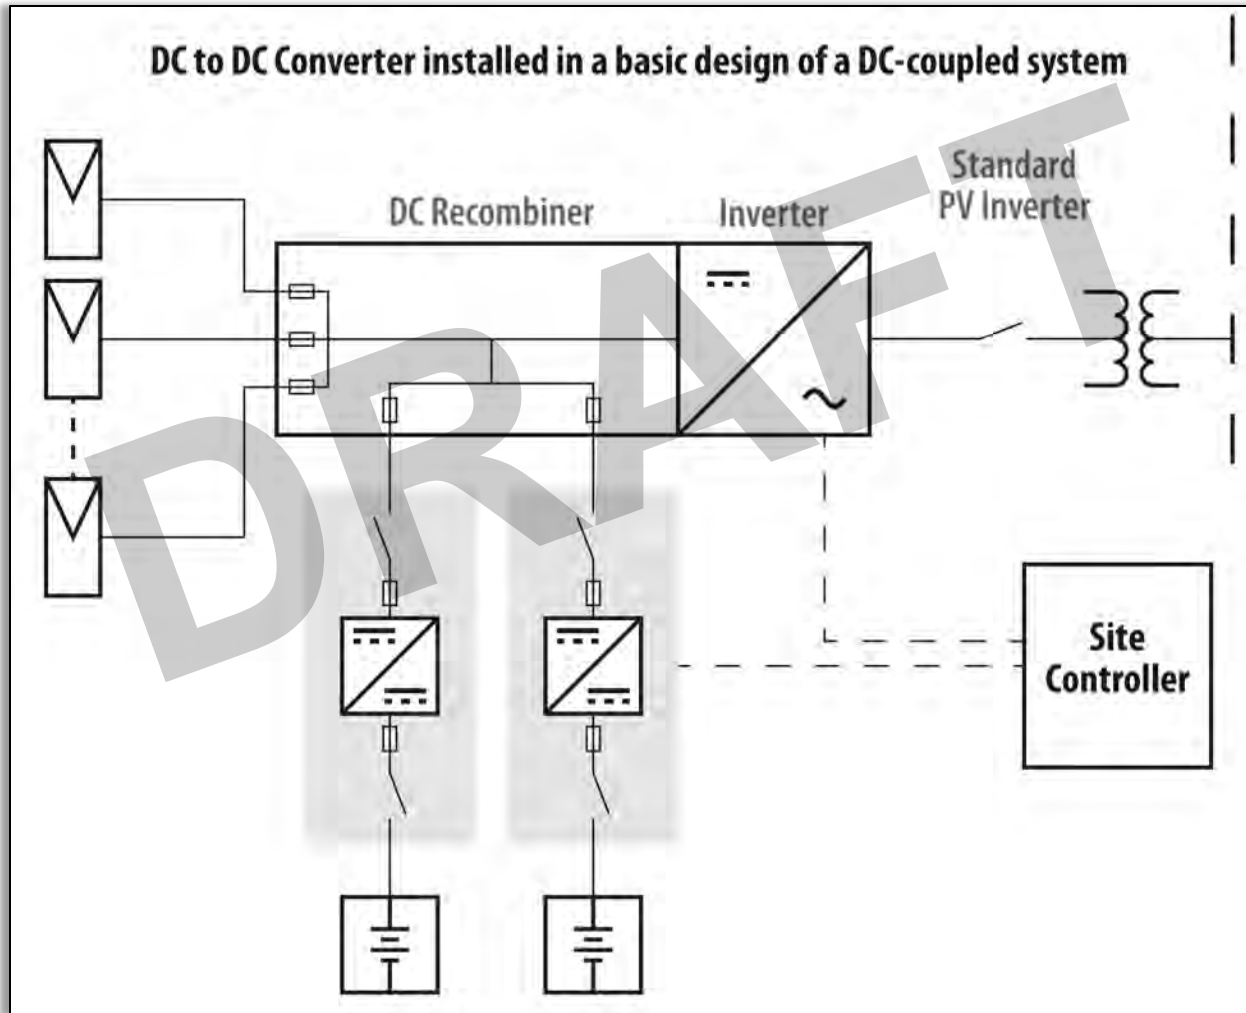 DC to DC Converter installed in a basic design of a DC-coupled system
Standard
PV Inverter
DC Recombiner
Inverter
Site
Controller
DRAFT